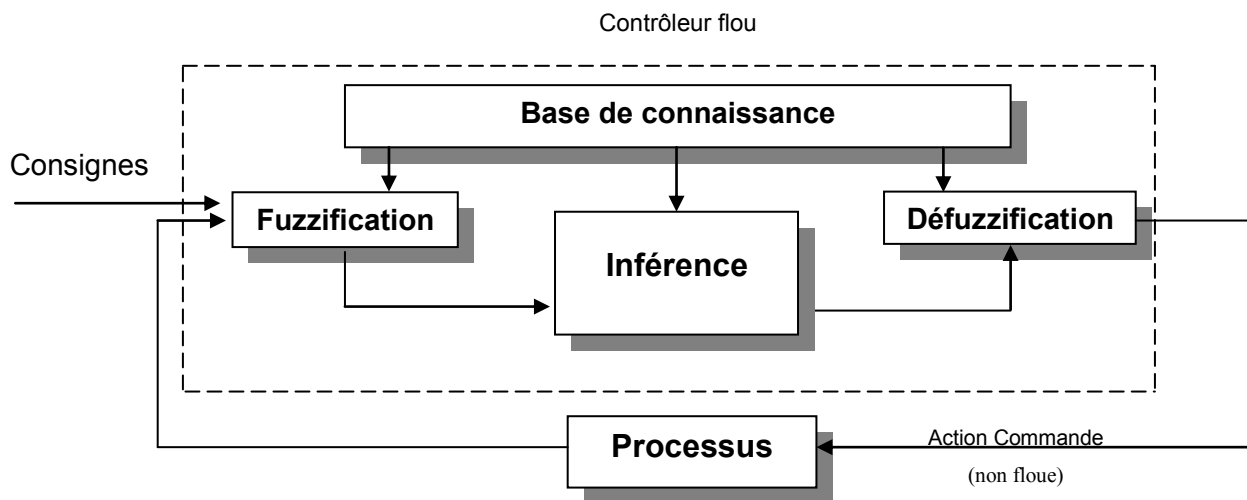 Contrôleur flou
Base de connaissance
Consignes
Fuzzification
Inférence
Défuzzification
Processus
Action Commande
(non floue)